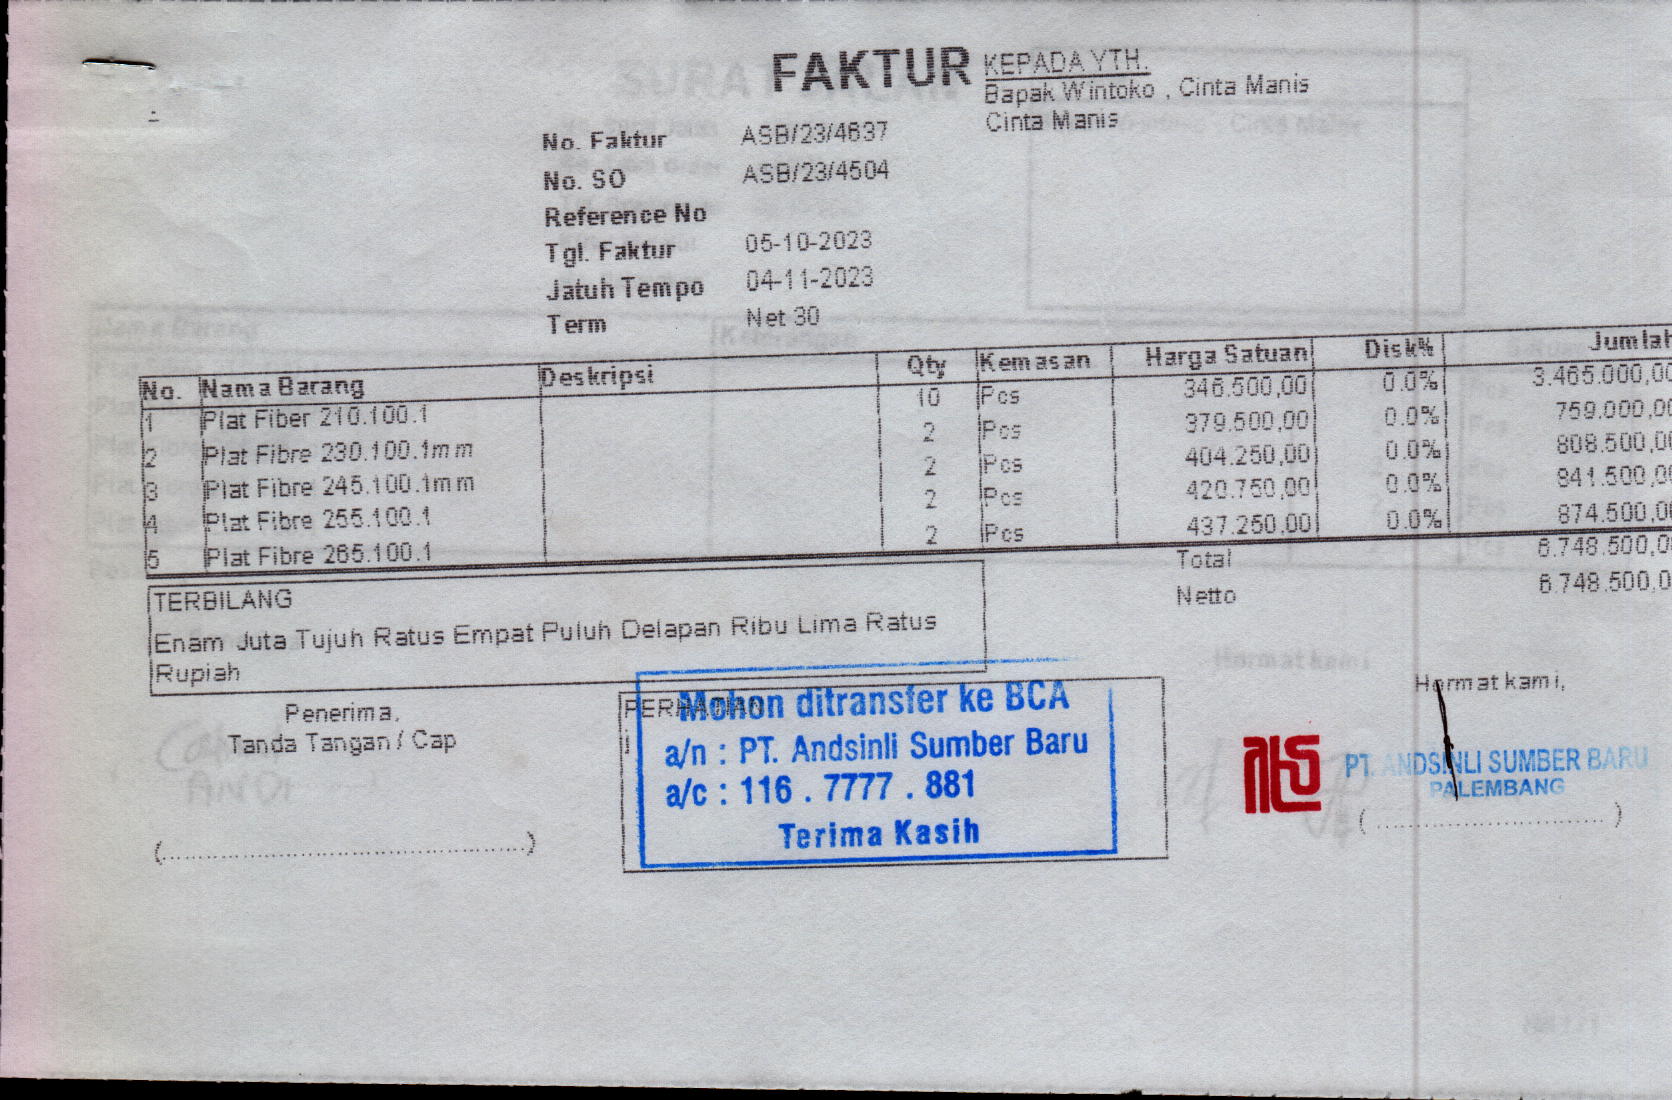 FAKTUR
KEPADA YTH.
Bapak Wintoko , Cinta Manis
Cinta Manis
No. Faktur ASB/23/4637
No. SO ASB/23/4504
Reference No
Tgl. Faktur 05-10-2023
Jatuh Tempo 04-11-2023
Term Net 30
No. Nama Barang Deskripsi Qty Kemasan Harga Satuan Disk% Jumlah
1 Plat Fiber 210.100.1 10 Pcs 346.500,00 0.0% 3.465.000,00
2 Plat Fibre 230.100.1mm 2 Pcs 379.500,00 0.0% 759.000,00
3 Plat Fibre 245.100.1mm 2 Pcs 404.250,00 0.0% 808.500,00
4 Plat Fibre 255.100.1 2 Pcs 420.750,00 0.0% 841.500,00
5 Plat Fibre 265.100.1 2 Pcs 437.250,00 0.0% 874.500,00
Total 6.748.500,0
Netto 6.748.500,0
TERBILANG
Enam Juta Tujuh Ratus Empat Puluh Delapan Ribu Lima Ratus
Rupiah
Penerima,
Tanda Tangan / Cap
Mohon ditransfer ke BCA
a/n : PT. Andsinli Sumber Baru
a/c : 116 . 7777 . 881
Terima Kasih
Hormat kami,
PT. ANDSINLI SUMBER BARU
PALEMBANG